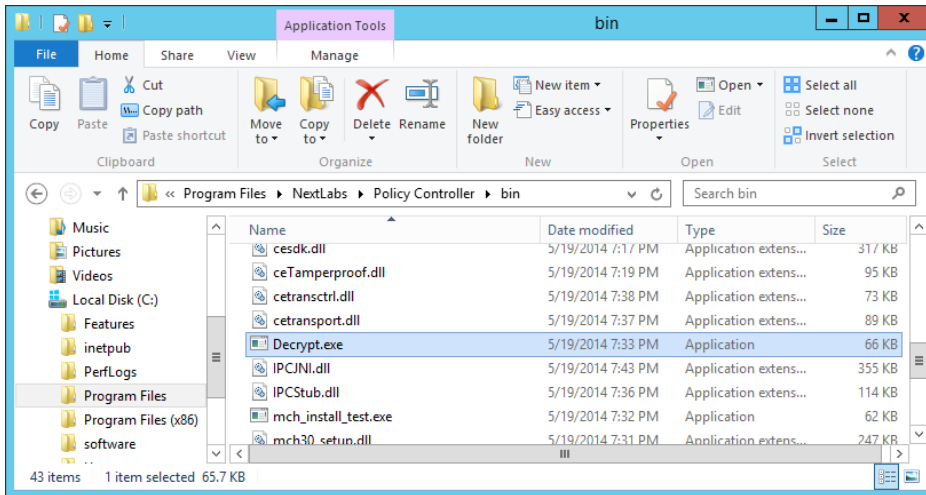 Application Tools
bin
File Home Share View Manage
Copy
Paste
Cut
Copy path
Paste shortcut
Clipboard
Move to
Copy to
Delete
Rename
Organize
New folder
New item
Easy access
New
Properties
Open
Edit
Open
Select all
Select none
Invert selection
Select
« Program Files NextLabs Policy Controller bin
Search bin
Music
Pictures
Videos
Local Disk (C:)
Features
inetpub
PerfLogs
Program Files
Program Files (x86)
software
Name Date modified Type Size
cesdk.dll 5/19/2014 7:17 PM Application extens... 317 KB
ceTamperproof.dll 5/19/2014 7:19 PM Application extens... 95 KB
cetransctrl.dll 5/19/2014 7:38 PM Application extens... 73 KB
cetransport.dll 5/19/2014 7:37 PM Application extens... 89 KB
Decrypt.exe 5/19/2014 7:33 PM Application 66 KB
IPCJNI.dll 5/19/2014 7:43 PM Application extens... 355 KB
IPCStub.dll 5/19/2014 7:36 PM Application extens... 114 KB
mch_install_test.exe 5/19/2014 7:32 PM Application 62 KB
mch30_setup.dll 5/19/2014 7:31 PM Application extens... 247 KB
43 items 1 item selected 65.7 KB